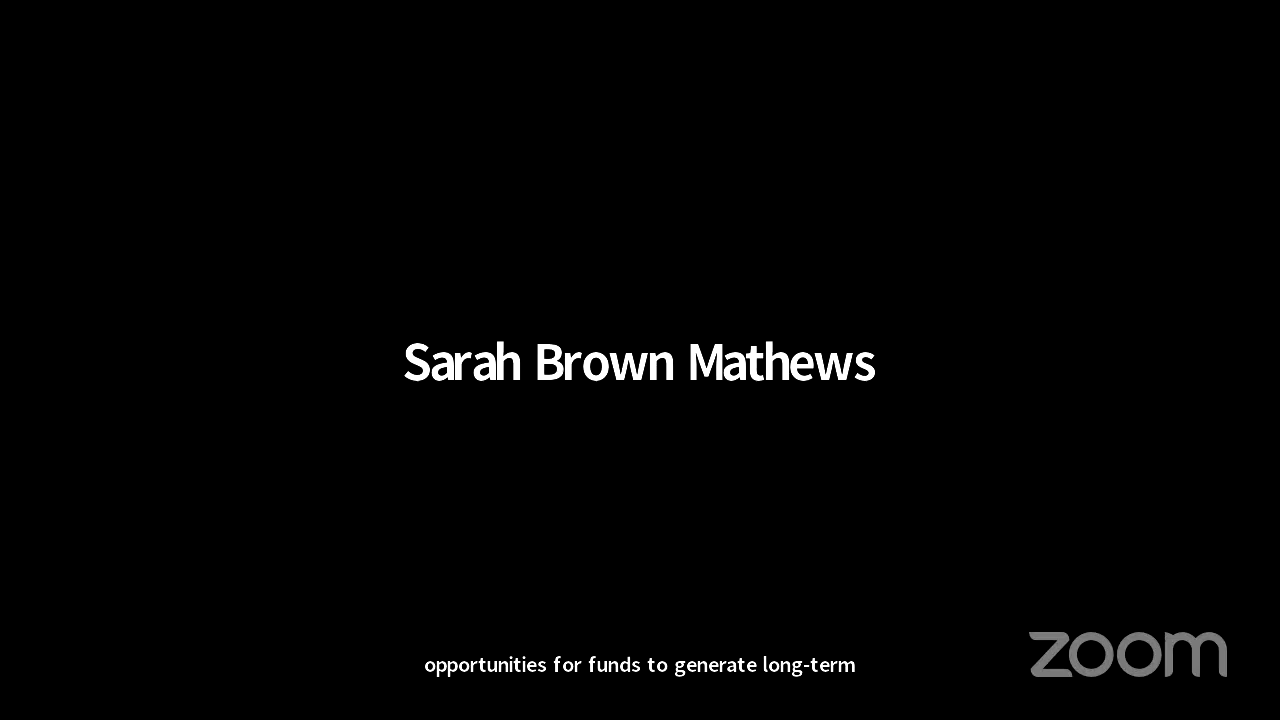 Sarah Brown Mathews
opportunities for funds to generate long-term
zoom